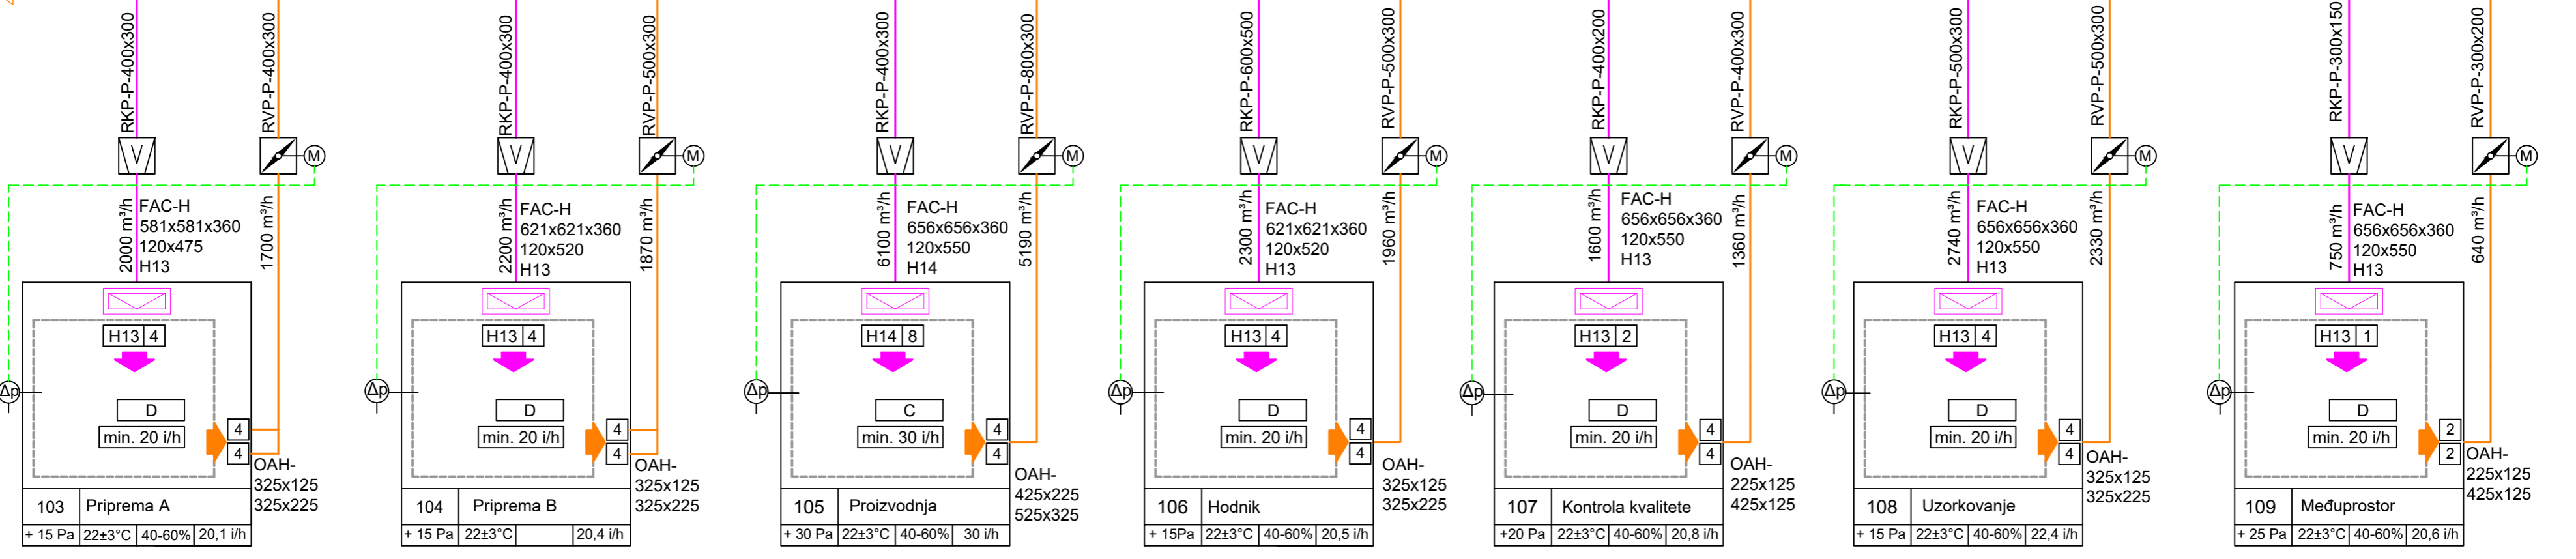 RKP-P-400x300
RVP-P-400x300
V
M
2000 m³/h
FAC-H
581x581x360
120x475
H13
1700 m³/h
H13 4
Δp
D
min. 20 i/h
4
4
OAH-
325x125
325x225
103 Priprema A
+ 15 Pa 22±3°C 40-60% 20,1 i/h
RKP-P-400x300
RVP-P-500x300
V
M
2200 m³/h
FAC-H
621x621x360
120x520
H13
1870 m³/h
H13 4
Δp
D
min. 20 i/h
4
4
OAH-
325x125
325x225
104 Priprema B
+ 15 Pa 22±3°C 20,4 i/h
RKP-P-400x300
RVP-P-800x300
V
M
6100 m³/h
FAC-H
656x656x360
120x550
H14
5190 m³/h
H14 8
Δp
C
min. 30 i/h
4
4
OAH-
425x225
525x325
105 Proizvodnja
+ 30 Pa 22±3°C 40-60% 30 i/h
RKP-P-600x500
RVP-P-500x300
V
M
2300 m³/h
FAC-H
621x621x360
120x520
H13
1960 m³/h
H13 4
Δp
D
min. 20 i/h
4
4
OAH-
325x125
325x225
106 Hodnik
+ 15Pa 22±3°C 40-60% 20,5 i/h
RKP-P-400x200
RVP-P-400x300
V
M
1600 m³/h
FAC-H
656x656x360
120x550
H13
1360 m³/h
H13 2
Δp
D
min. 20 i/h
4
4
OAH-
225x125
425x125
107 Kontrola kvalitete
+20 Pa 22±3°C 40-60% 20,8 i/h
RKP-P-500x300
RVP-P-500x300
V
M
2740 m³/h
FAC-H
656x656x360
120x550
H13
2330 m³/h
H13 4
Δp
D
min. 20 i/h
4
4
OAH-
325x125
325x225
108 Uzorkovanje
+ 15 Pa 22±3°C 40-60% 22,4 i/h
RKP-P-300x150
RVP-P-300x200
V
M
750 m³/h
FAC-H
656x656x360
120x550
H13
640 m³/h
H13 1
Δp
D
min. 20 i/h
2
2
OAH-
225x125
425x125
109 Međuprostor
+ 25 Pa 22±3°C 40-60% 20,6 i/h